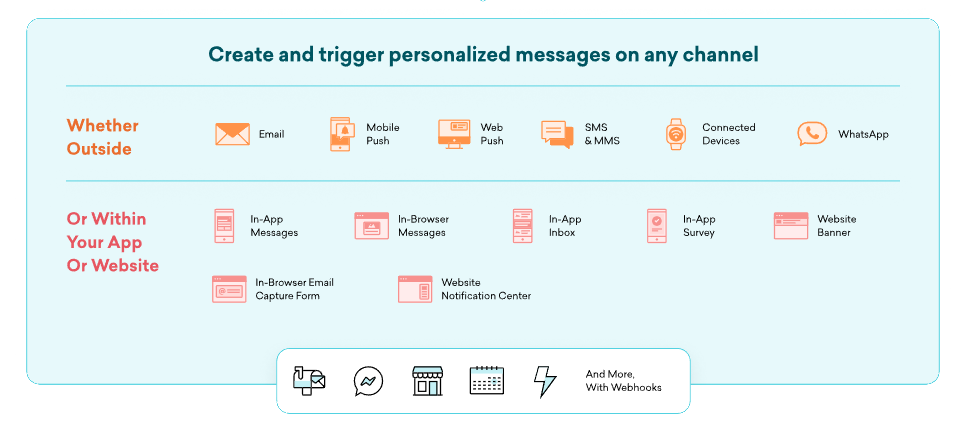 Create and trigger personalized messages on any channel
Whether
Outside
Email
Mobile
Push
Web
Push
SMS
& MMS
Connected
Devices
WhatsApp
Or Within
Your App
Or Website
In-App
Messages
In-Browser
Messages
In-App
Inbox
In-App
Survey
Website
Banner
In-Browser Email
Capture Form
Website
Notification Center
And More,
With Webhooks